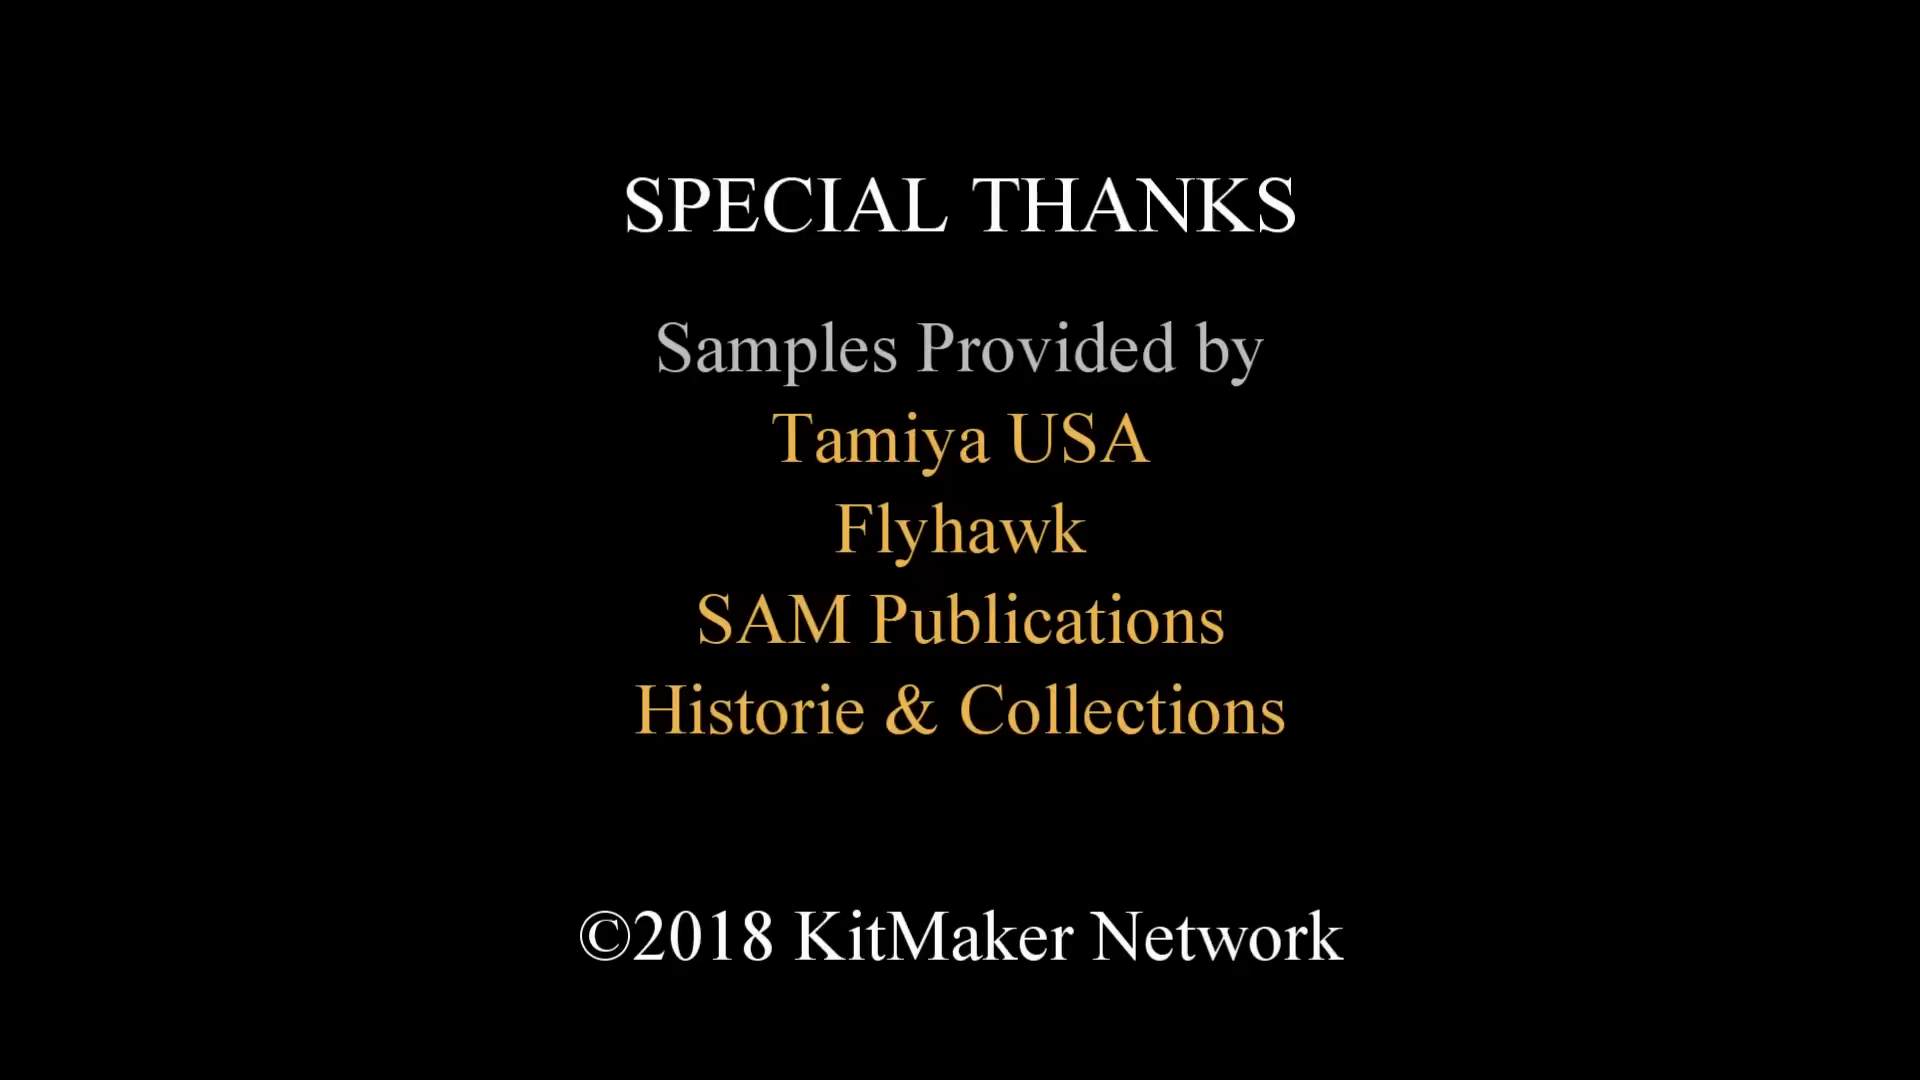 SPECIAL THANKS
Samples Provided by
Tamiya USA
Flyhawk
SAM Publications
Historie & Collections
©2018 KitMaker Network